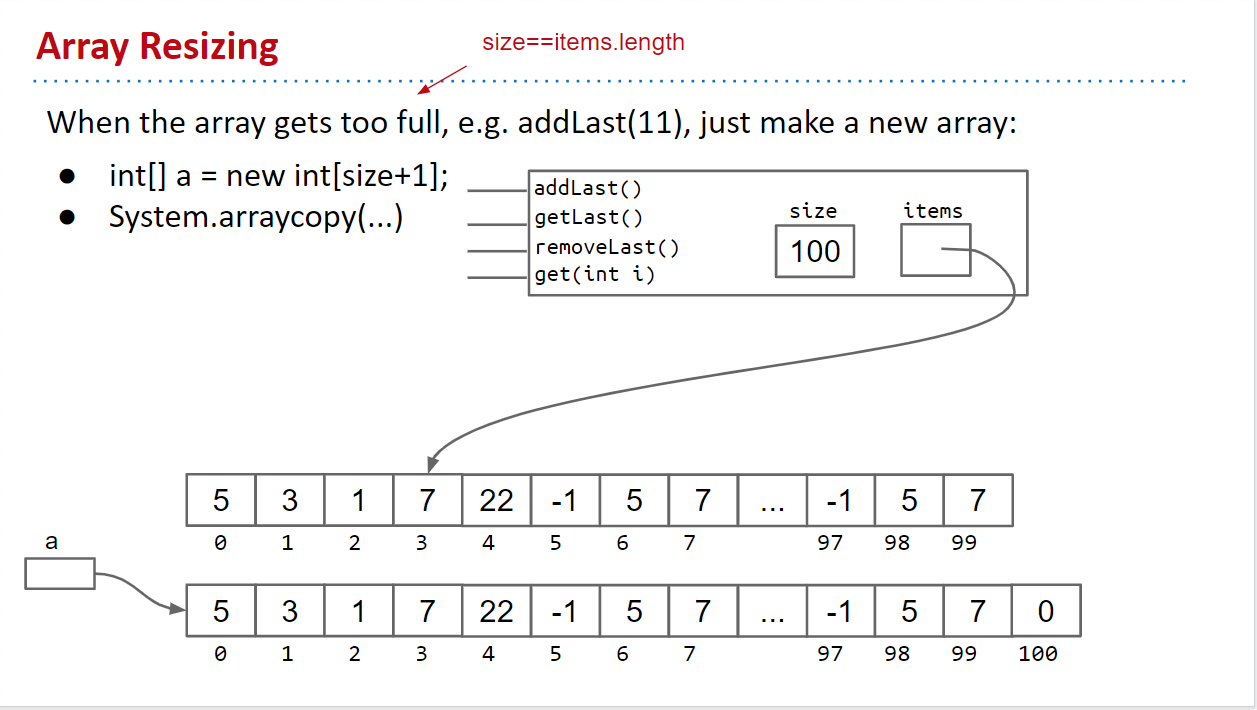 Array Resizing
size==items.length
When the array gets too full, e.g. addLast(11), just make a new array:
● int[] a = new int[size+1];
● System.arraycopy(...)
addLast()
getLast()
removeLast()
get(int i)
size
items
100
5 3 1 7 22 -1 5 7 ... -1 5 7
0 1 2 3 4 5 6 7 97 98 99
a
5 3 1 7 22 -1 5 7 ... -1 5 7 0
0 1 2 3 4 5 6 7 97 98 99 100